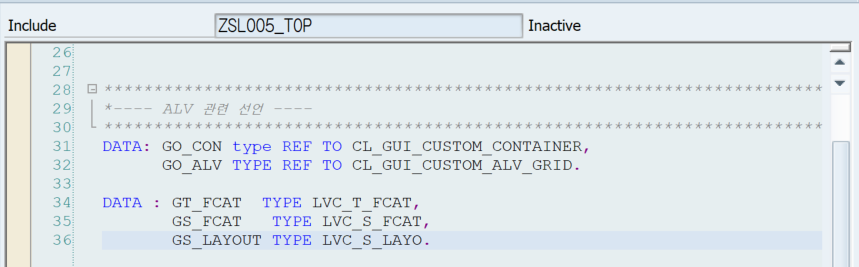 Include ZSL005_TOP Inactive
26
27
28 ************************************************************************
29 *---- ALV 관련 선언 ----
30 ************************************************************************
31 DATA: GO_CON type REF TO CL_GUI_CUSTOM_CONTAINER,
32 GO_ALV TYPE REF TO CL_GUI_CUSTOM_ALV_GRID.
33
34 DATA : GT_FCAT TYPE LVC_T_FCAT,
35 GS_FCAT TYPE LVC_S_FCAT,
36 GS_LAYOUT TYPE LVC_S_LAYO.